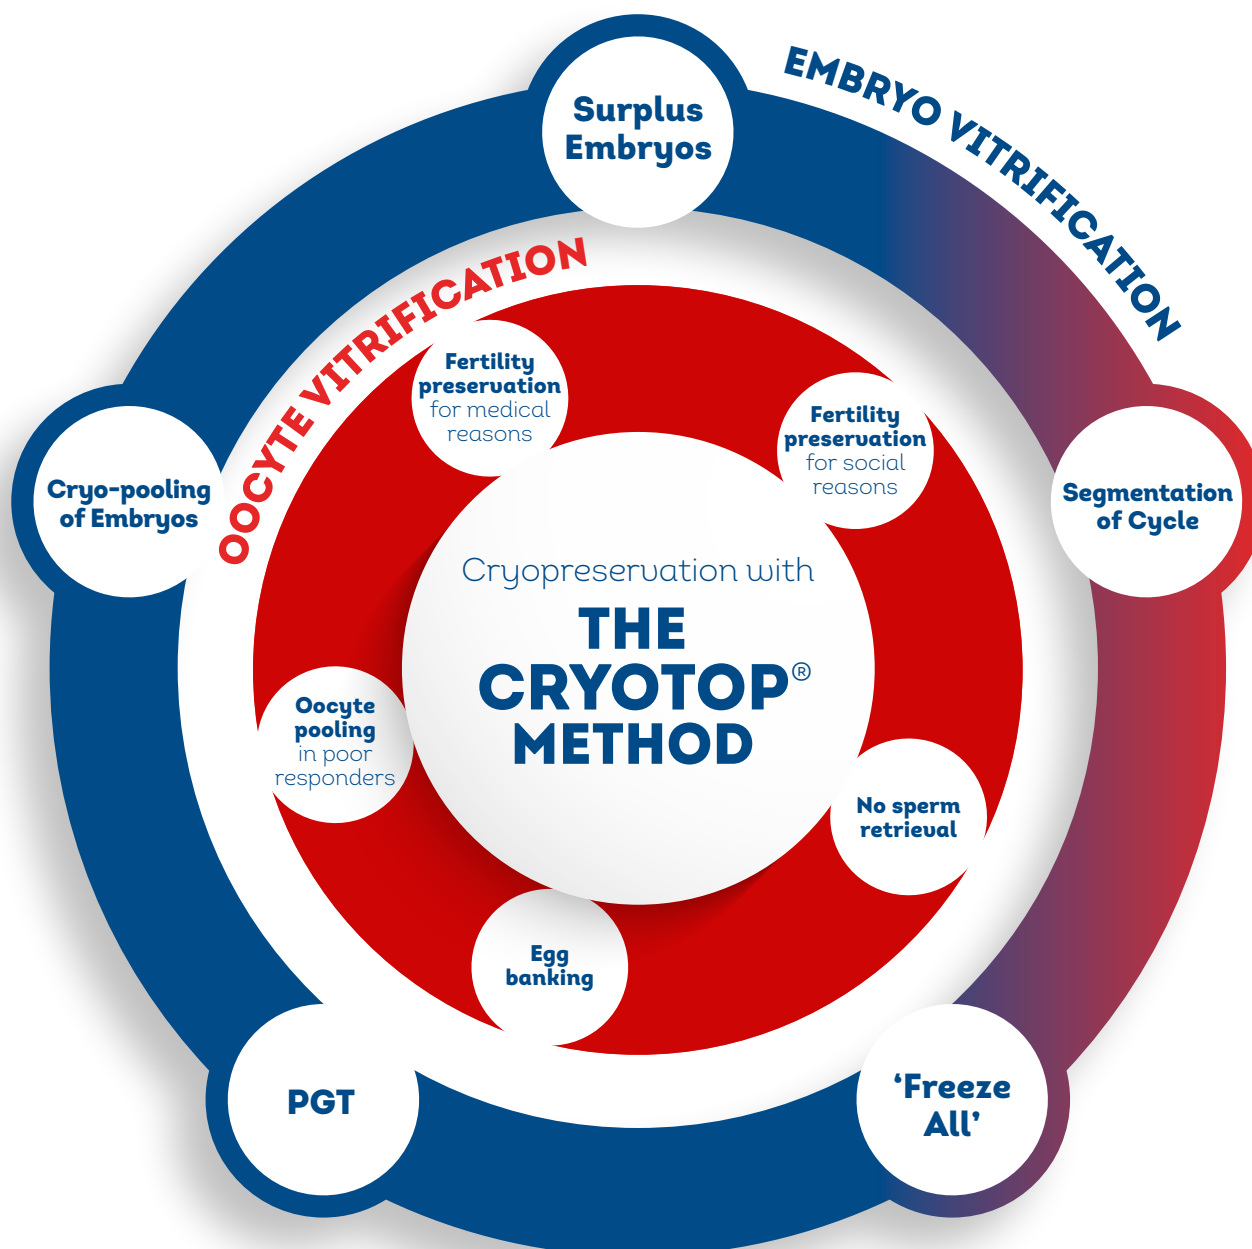 Surplus
Embryos
EMBRYO VITRIFICATION
OOCYTE VITRIFICATION
Fertility
preservation
for medical
reasons
Fertility
preservation
for social
reasons
Cryo-pooling
of Embryos
Segmentation
of Cycle
Cryopreservation with
THE
CRYOTOP®
METHOD
Oocyte
pooling
in poor
responders
No sperm
retrieval
Egg
banking
PGT
‘Freeze
All’